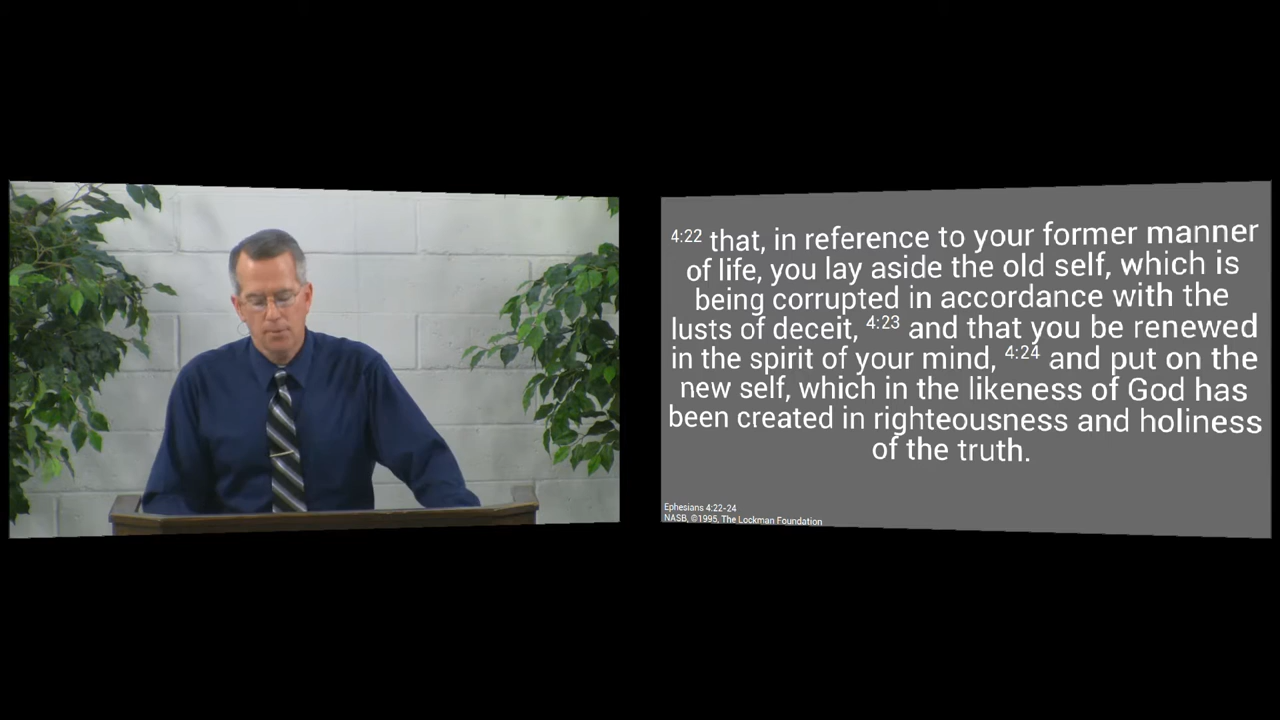 4:22 that, in reference to your former manner
of life, you lay aside the old self, which is
being corrupted in accordance with the
lusts of deceit, 4:23 and that you be renewed
in the spirit of your mind, 4:24 and put on the
new self, which in the likeness of God has
been created in righteousness and holiness
of the truth.
Ephesians 4:22-24
NASB, ©1995, The Lockman Foundation